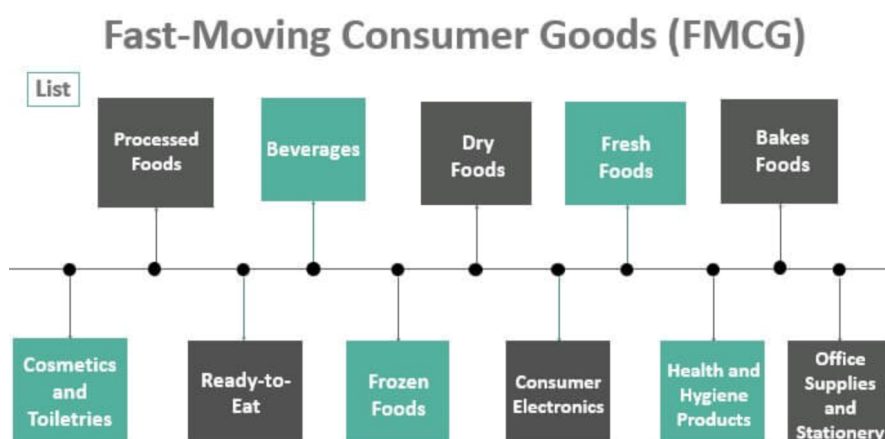 Fast-Moving Consumer Goods (FMCG)
List
Processed
Foods
Beverages
Dry
Foods
Fresh
Foods
Bakes
Foods
Cosmetics
and
Toiletries
Ready-to-
Eat
Frozen
Foods
Consumer
Electronics
Health and
Hygiene
Products
Office
Supplies
and
Stationery